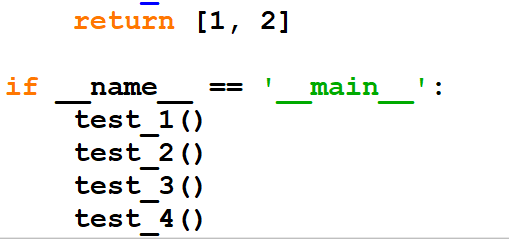 return [1, 2]

if __name__ == '__main__':
    test_1()
    test_2()
    test_3()
    test_4()